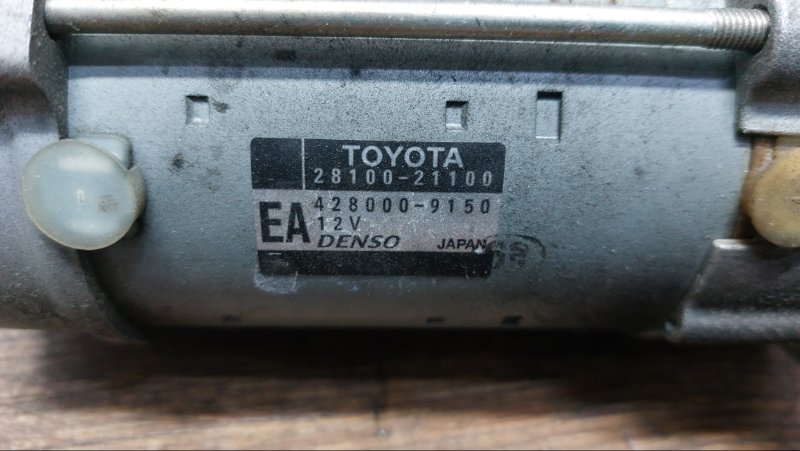 TOYOTA
28100-21100
EA
428000-9150
12V
DENSO JAPAN